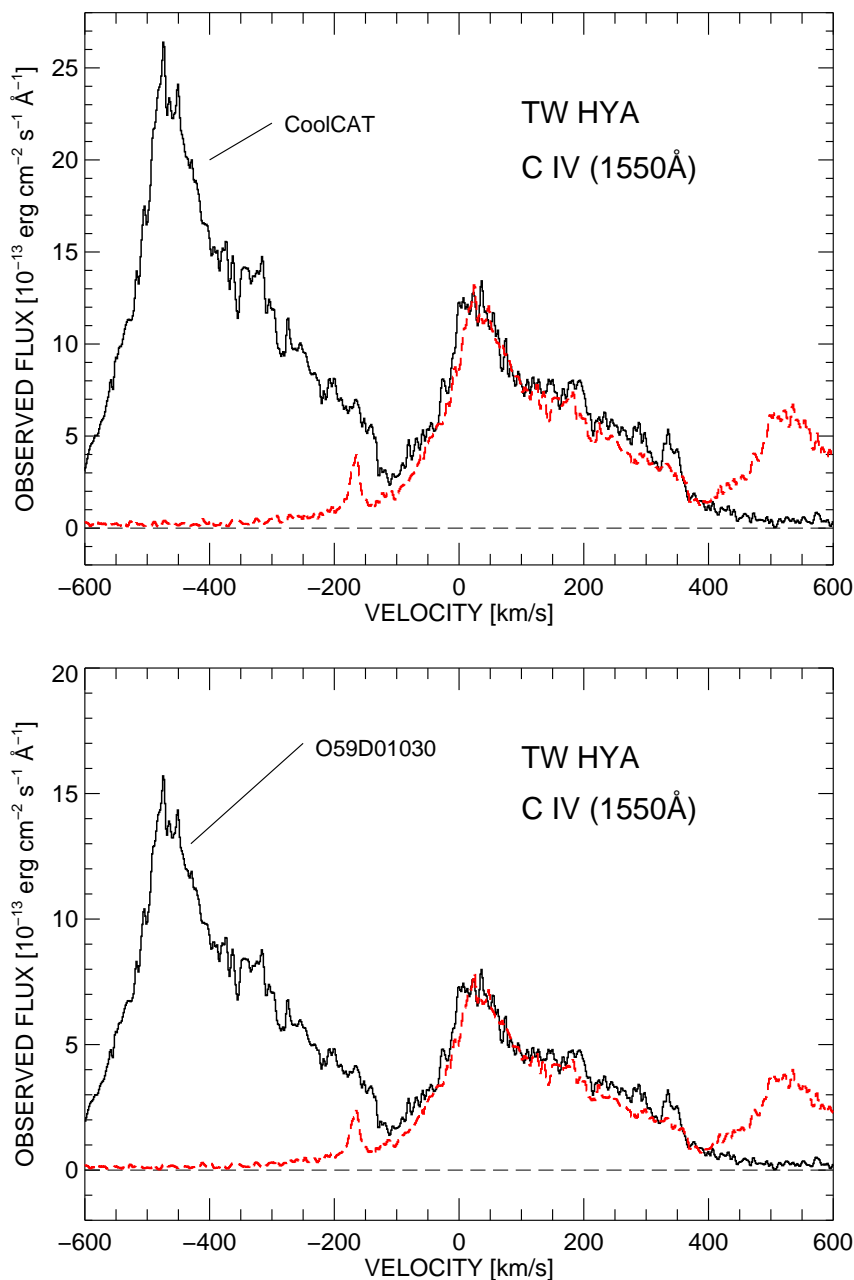 25
20
15
10
5
0
OBSERVED FLUX [10⁻¹³ erg cm⁻² s⁻¹ Å⁻¹]
CoolCAT
TW HYA
C IV (1550Å)
−600 −400 −200 0 200 400 600
VELOCITY [km/s]
20
15
10
5
0
OBSERVED FLUX [10⁻¹³ erg cm⁻² s⁻¹ Å⁻¹]
O59D01030
TW HYA
C IV (1550Å)
−600 −400 −200 0 200 400 600
VELOCITY [km/s]